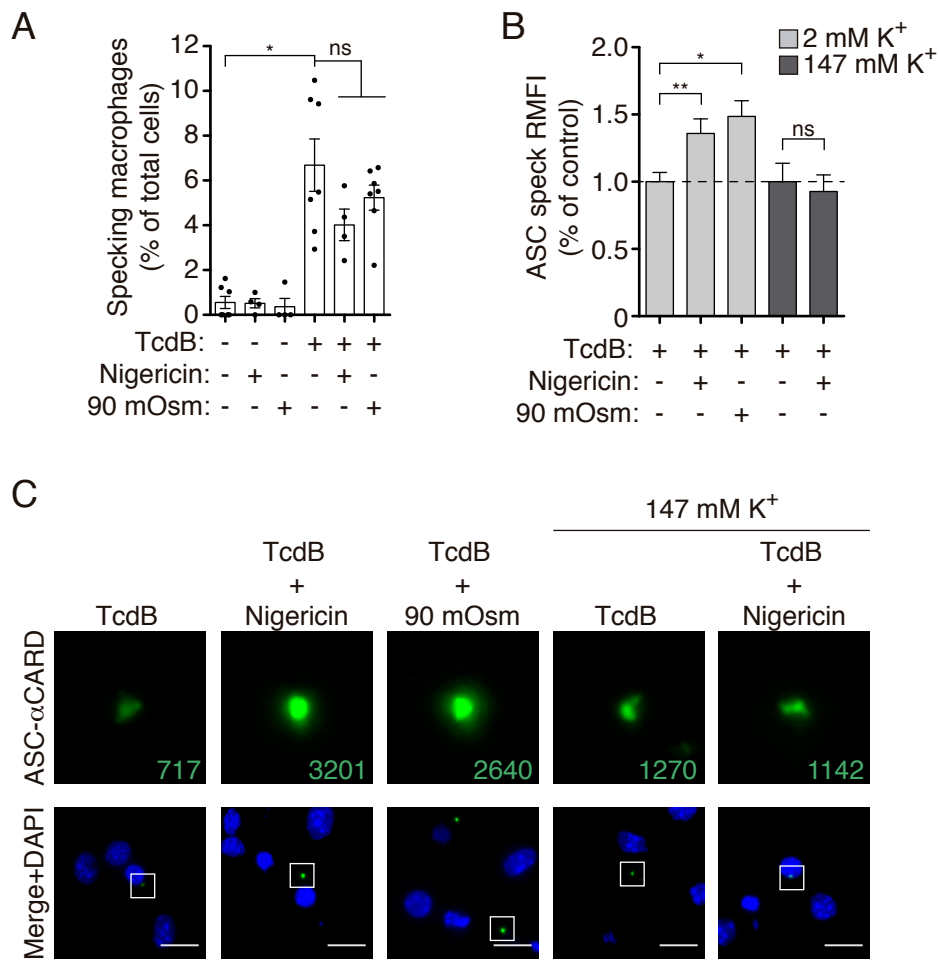 A
Specking macrophages
(% of total cells)
12
10
8
6
4
2
0
*
ns
TcdB: - - - + + +
Nigericin: - + - - + -
90 mOsm: - - + - - +
B
ASC speck RMFI
(% of control)
2.0
1.5
1.0
0.5
0
2 mM K⁺
147 mM K⁺
*
**
ns
TcdB: + + + + +
Nigericin: - + - - +
90 mOsm: - - + - -
C
147 mM K⁺
TcdB
TcdB
+
Nigericin
TcdB
+
90 mOsm
TcdB
TcdB
+
Nigericin
ASC-αCARD
717
3201
2640
1270
1142
Merge+DAPI